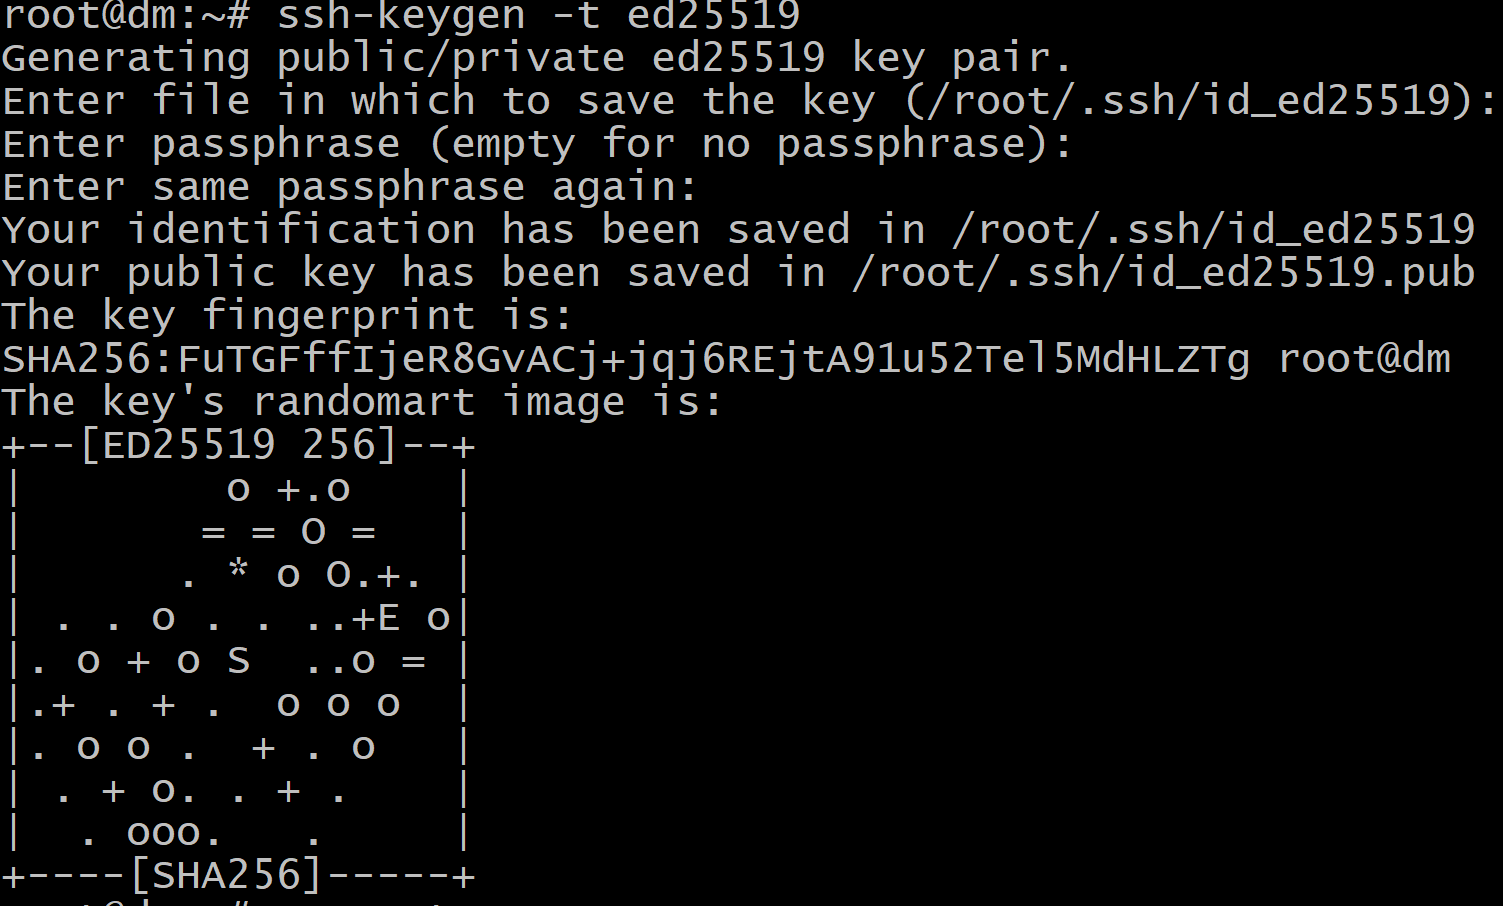 root@dm:~# ssh-keygen -t ed25519
Generating public/private ed25519 key pair.
Enter file in which to save the key (/root/.ssh/id_ed25519):
Enter passphrase (empty for no passphrase):
Enter same passphrase again:
Your identification has been saved in /root/.ssh/id_ed25519
Your public key has been saved in /root/.ssh/id_ed25519.pub
The key fingerprint is:
SHA256:FuTGFffIjeR8GvACj+jqj6REjtA91u52Tel5MdHLZTg root@dm
The key's randomart image is:
+--[ED25519 256]--+
|        o +.o    |
|       = = O =   |
|      . * o O.+. |
| . . o . . ..+E o|
|. o + o S  ..o = |
|.+ . + .  o o o  |
|. o o .  + . o   |
| . + o. . + .    |
|  . ooo.   .     |
+----[SHA256]-----+